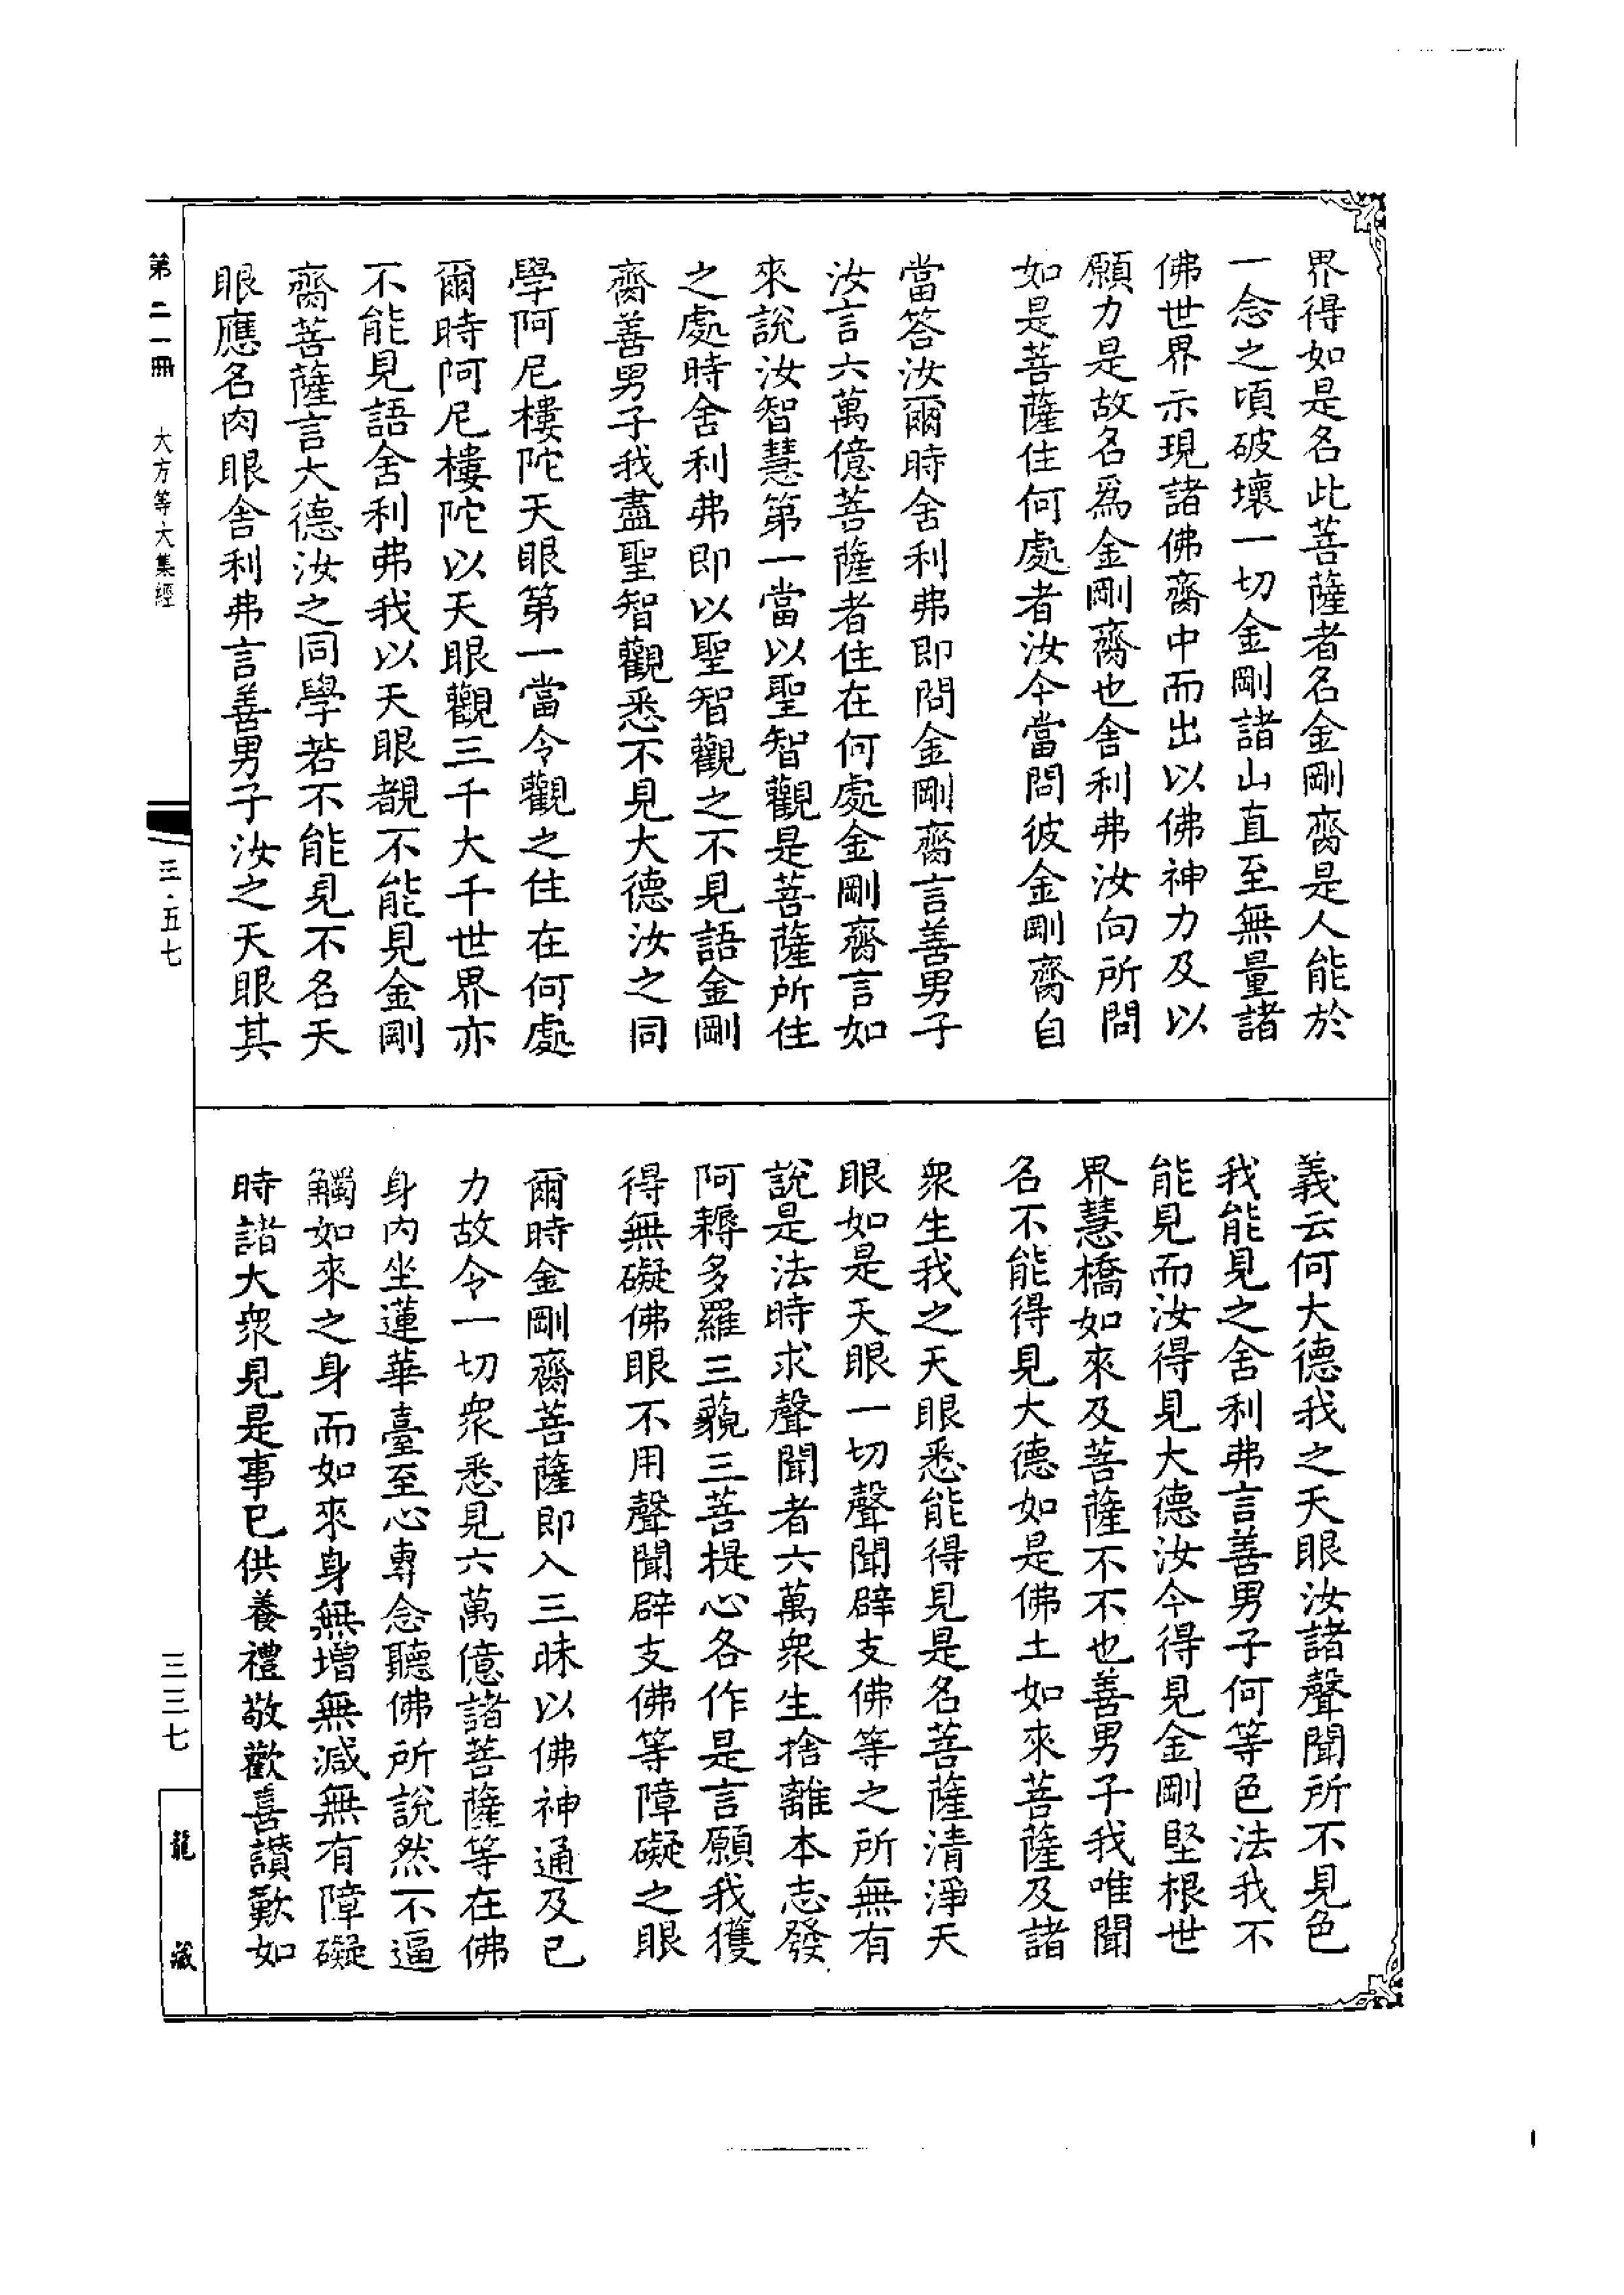 界得如是名此菩薩者名金剛齎是人能於
一念之頃破壞一切金剛諸山直至無量諸
佛世界示現諸佛齎中而出以佛神力及以
願力是故名爲金剛齎也舍利弗汝向所問
如是菩薩住何處者汝今當問彼金剛齎自
當答汝爾時舍利弗即問金剛齎言善男子
汝言六萬億菩薩者住在何處金剛齎言如
來說汝智慧第一當以聖智觀是菩薩所住
之處時舍利弗即以聖智觀之不見語金剛
齎善男子我盡聖智觀悉不見大德汝之同
學阿尼樓陀天眼第一當令觀之住在何處
爾時阿尼樓陀以天眼觀三千大千世界亦
不能見語舍利弗我以天眼覩不能見金剛
齎菩薩言大德汝之同學若不能見不名天
眼應名肉眼舍利弗言善男子汝之天眼其
義云何大德我之天眼汝諸聲聞所不見色
我能見之舍利弗言善男子何等色法我不
能見而汝得見大德汝今得見金剛堅根世
界慧橋如來及菩薩不不也善男子我唯聞
名不能得見大德如是佛土如來菩薩及諸
衆生我之天眼悉能得見是名菩薩清淨天
眼如是天眼一切聲聞辟支佛等之所無有
說是法時求聲聞者六萬衆生捨離本志發
阿耨多羅三藐三菩提心各作是言願我獲
得無礙佛眼不用聲聞辟支佛等障礙之眼
爾時金剛齎菩薩即入三昧以佛神通及已
力故令一切衆悉見六萬億諸菩薩等在佛
身內坐蓮華臺至心專念聽佛所說然不逼
觸如來之身而如來身無增無減無有障礙
時諸大衆見是事已供養禮敬歡喜讚歎如
第二一冊
大方等大集經
三·五七
三三七
龍藏